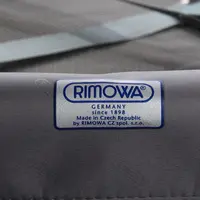 RIMOWA®
GERMANY
since 1898
Made in Czech Republic
by RIMOWA CZ spol. s.r.o.